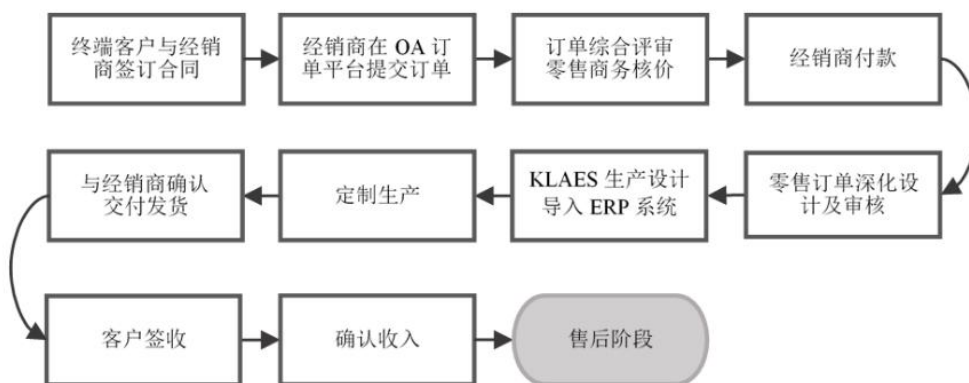 终端客户与经销
商签订合同
经销商在 OA 订
单平台提交订单
订单综合评审
零售商务核价
经销商付款
零售订单深化设
计及审核
KLAES 生产设计
导入 ERP 系统
定制生产
与经销商确认
交付发货
客户签收
确认收入
售后阶段